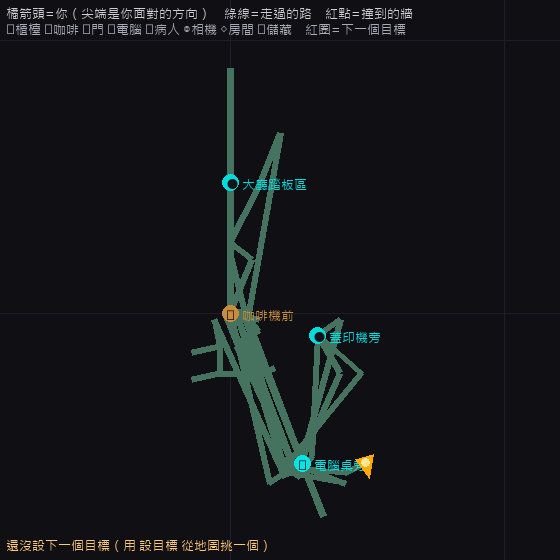 橘箭頭=你（尖端是你面對的方向） 綠線=走過的路 紅點=撞到的牆
櫃檯 咖啡 門 電腦 病人 相機 房間 儲藏 紅圈=下一個目標
大廳踏板區
咖啡機前
蓋印機旁
電腦桌
還沒設下一個目標（用 設目標 從地圖挑一個）